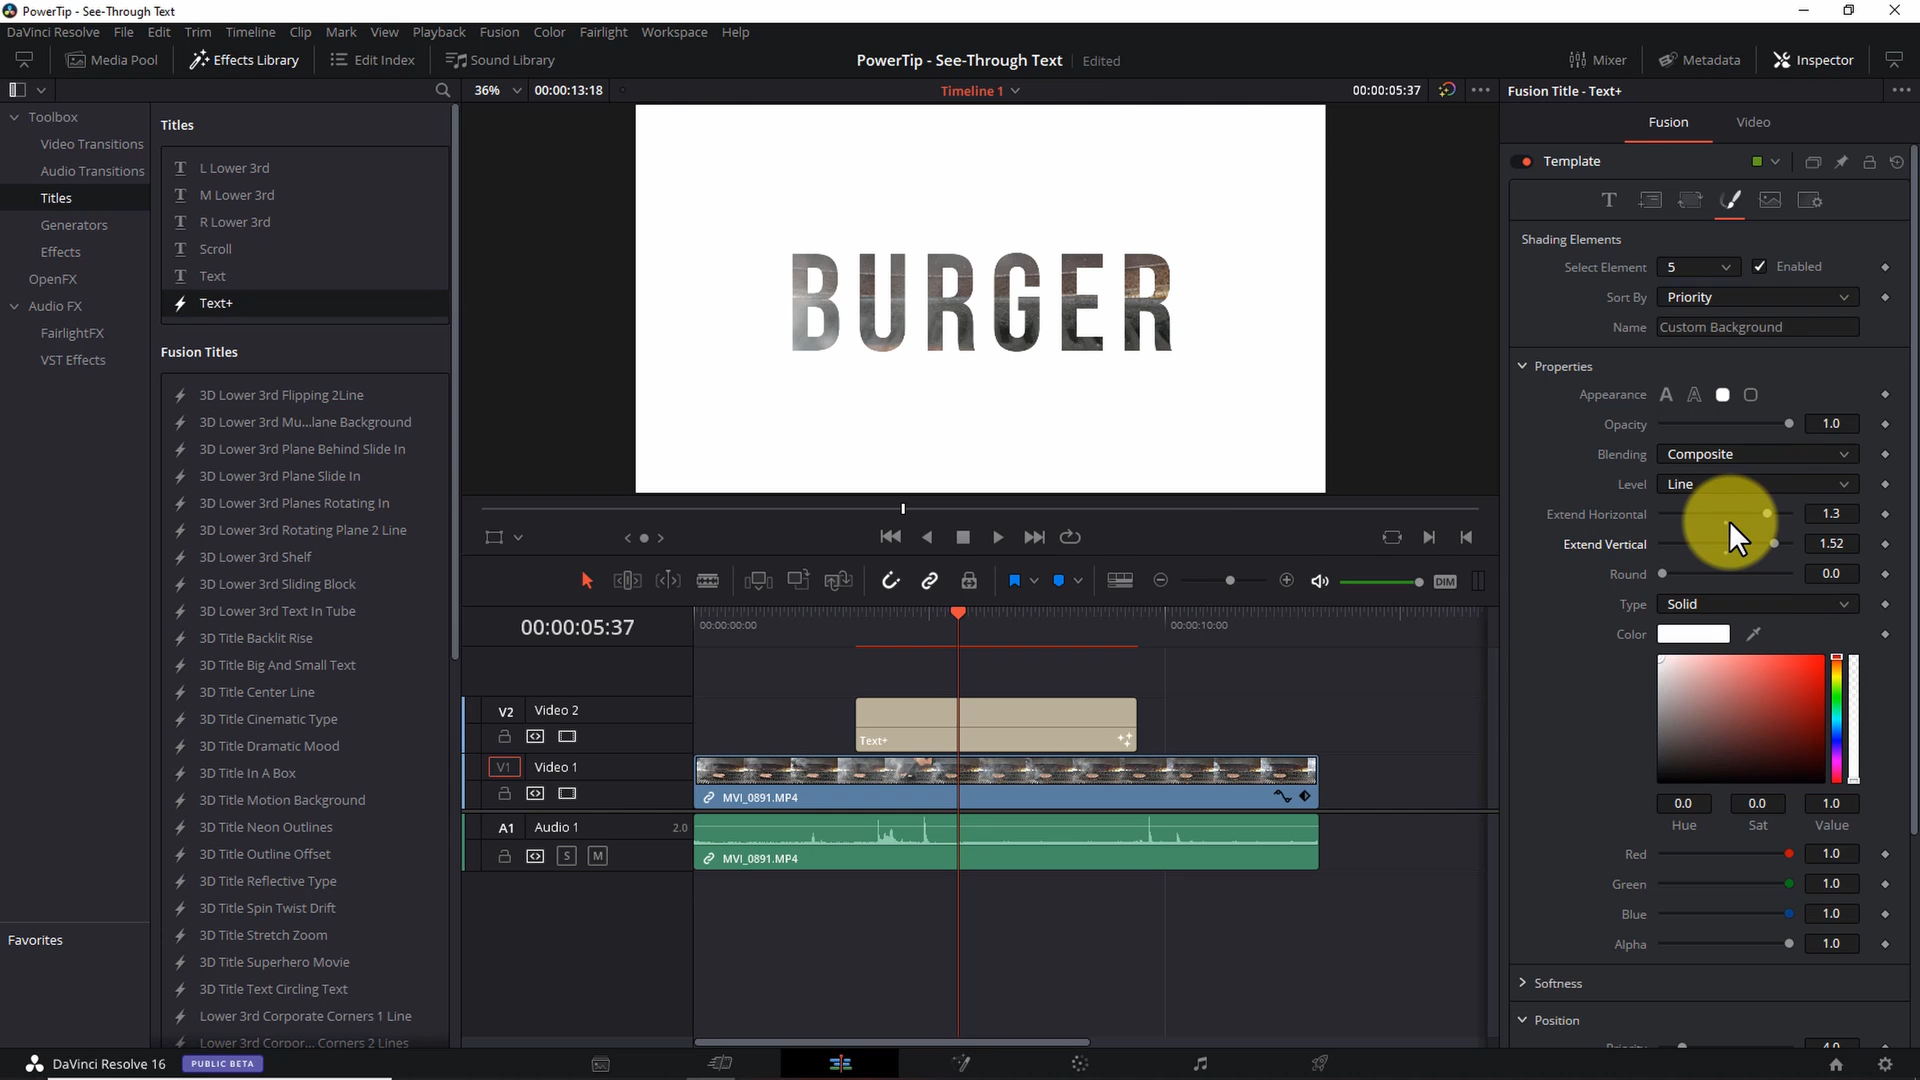 PowerTip - See-Through Text
DaVinci Resolve File Edit Trim Timeline Clip Mark View Playback Fusion Color Fairlight Workspace Help
Media Pool Effects Library Edit Index Sound Library PowerTip - See-Through Text Edited Mixer Metadata Inspector
36% 00:00:13:18 Timeline 1 00:00:05:37 Fusion Title - Text+
Toolbox
Video Transitions
Audio Transitions
Titles
Generators
Effects
OpenFX
Audio FX
FairlightFX
VST Effects
Favorites
Titles
L Lower 3rd
M Lower 3rd
R Lower 3rd
Scroll
Text
Text+
Fusion Titles
3D Lower 3rd Flipping 2Line
3D Lower 3rd Mu...lane Background
3D Lower 3rd Plane Behind Slide In
3D Lower 3rd Plane Slide In
3D Lower 3rd Planes Rotating In
3D Lower 3rd Rotating Plane 2 Line
3D Lower 3rd Shelf
3D Lower 3rd Sliding Block
3D Lower 3rd Text In Tube
3D Title Backlit Rise
3D Title Big And Small Text
3D Title Center Line
3D Title Cinematic Type
3D Title Dramatic Mood
3D Title In A Box
3D Title Motion Background
3D Title Neon Outlines
3D Title Outline Offset
3D Title Reflective Type
3D Title Spin Twist Drift
3D Title Stretch Zoom
3D Title Superhero Movie
3D Title Text Circling Text
Lower 3rd Corporate Corners 1 Line
Lower 3rd Corpor... Corners 2 Lines
BURGER
DIM
00:00:05:37
00:00:00:00 00:00:10:00
V2 Video 2
Text+
V1 Video 1
MVI_0891.MP4
A1 Audio 1 2.0
S M
MVI_0891.MP4
Fusion Video
Template
Shading Elements
Select Element 5 Enabled
Sort By Priority
Name Custom Background
Properties
Appearance
Opacity 1.0
Blending Composite
Level Line
Extend Horizontal 1.3
Extend Vertical 1.52
Round 0.0
Type Solid
Color
0.0 0.0 1.0
Hue Sat Value
Red 1.0
Green 1.0
Blue 1.0
Alpha 1.0
Softness
Position
DaVinci Resolve 16 PUBLIC BETA